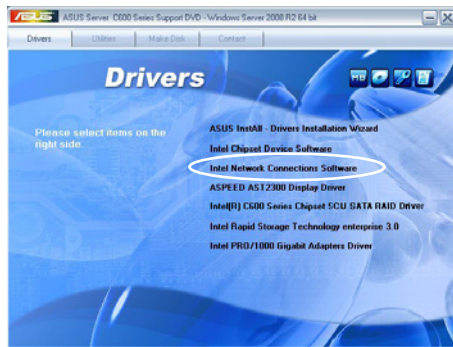 ASUS
ASUS Server C600 Series Support DVD - Windows Server 2008 R2 64 bit
Drivers
Utilities
Make Disk
Contact
Drivers
MB
Please select items on the
right side.
ASUS InstAll - Drivers Installation Wizard
Intel Chipset Device Software
Intel Network Connections Software
ASPEED AST2300 Display Driver
Intel(R) C600 Series Chipset SCU SATA RAID Driver
Intel Rapid Storage Technology enterprise 3.0
Intel PRO/1000 Gigabit Adapters Driver